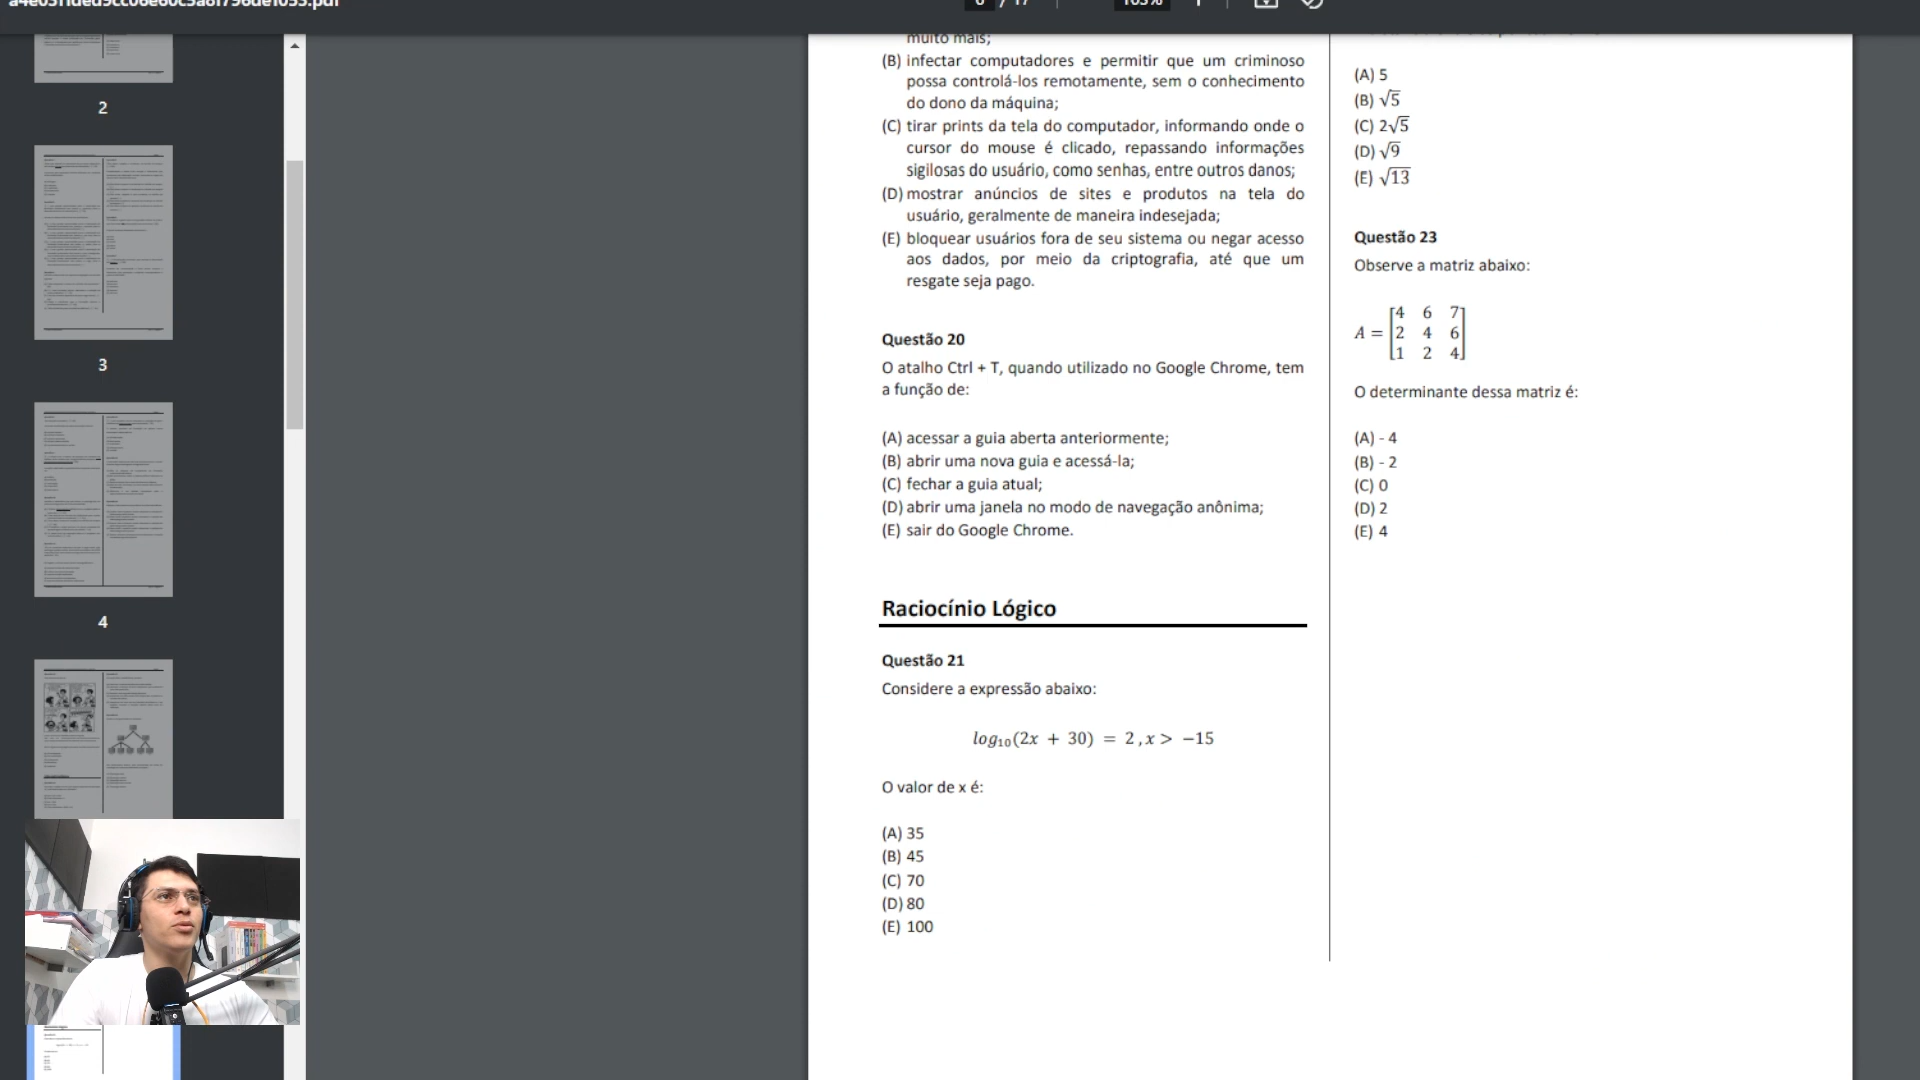 muito mais;
(B) infectar computadores e permitir que um criminoso
possa controlá-los remotamente, sem o conhecimento
do dono da máquina;
(C) tirar prints da tela do computador, informando onde o
cursor do mouse é clicado, repassando informações
sigilosas do usuário, como senhas, entre outros danos;
(D) mostrar anúncios de sites e produtos na tela do
usuário, geralmente de maneira indesejada;
(E) bloquear usuários fora de seu sistema ou negar acesso
aos dados, por meio da criptografia, até que um
resgate seja pago.
Questão 20
O atalho Ctrl + T, quando utilizado no Google Chrome, tem
a função de:
(A) acessar a guia aberta anteriormente;
(B) abrir uma nova guia e acessá-la;
(C) fechar a guia atual;
(D) abrir uma janela no modo de navegação anônima;
(E) sair do Google Chrome.
Raciocínio Lógico
Questão 21
Considere a expressão abaixo:
log₁₀(2x + 30) = 2 , x > −15
O valor de x é:
(A) 35
(B) 45
(C) 70
(D) 80
(E) 100
(A) 5
(B) √5
(C) 2√5
(D) √9
(E) √13
Questão 23
Observe a matriz abaixo:
4 6 7
A = 2 4 6
1 2 4
O determinante dessa matriz é:
(A) - 4
(B) - 2
(C) 0
(D) 2
(E) 4
2
3
4